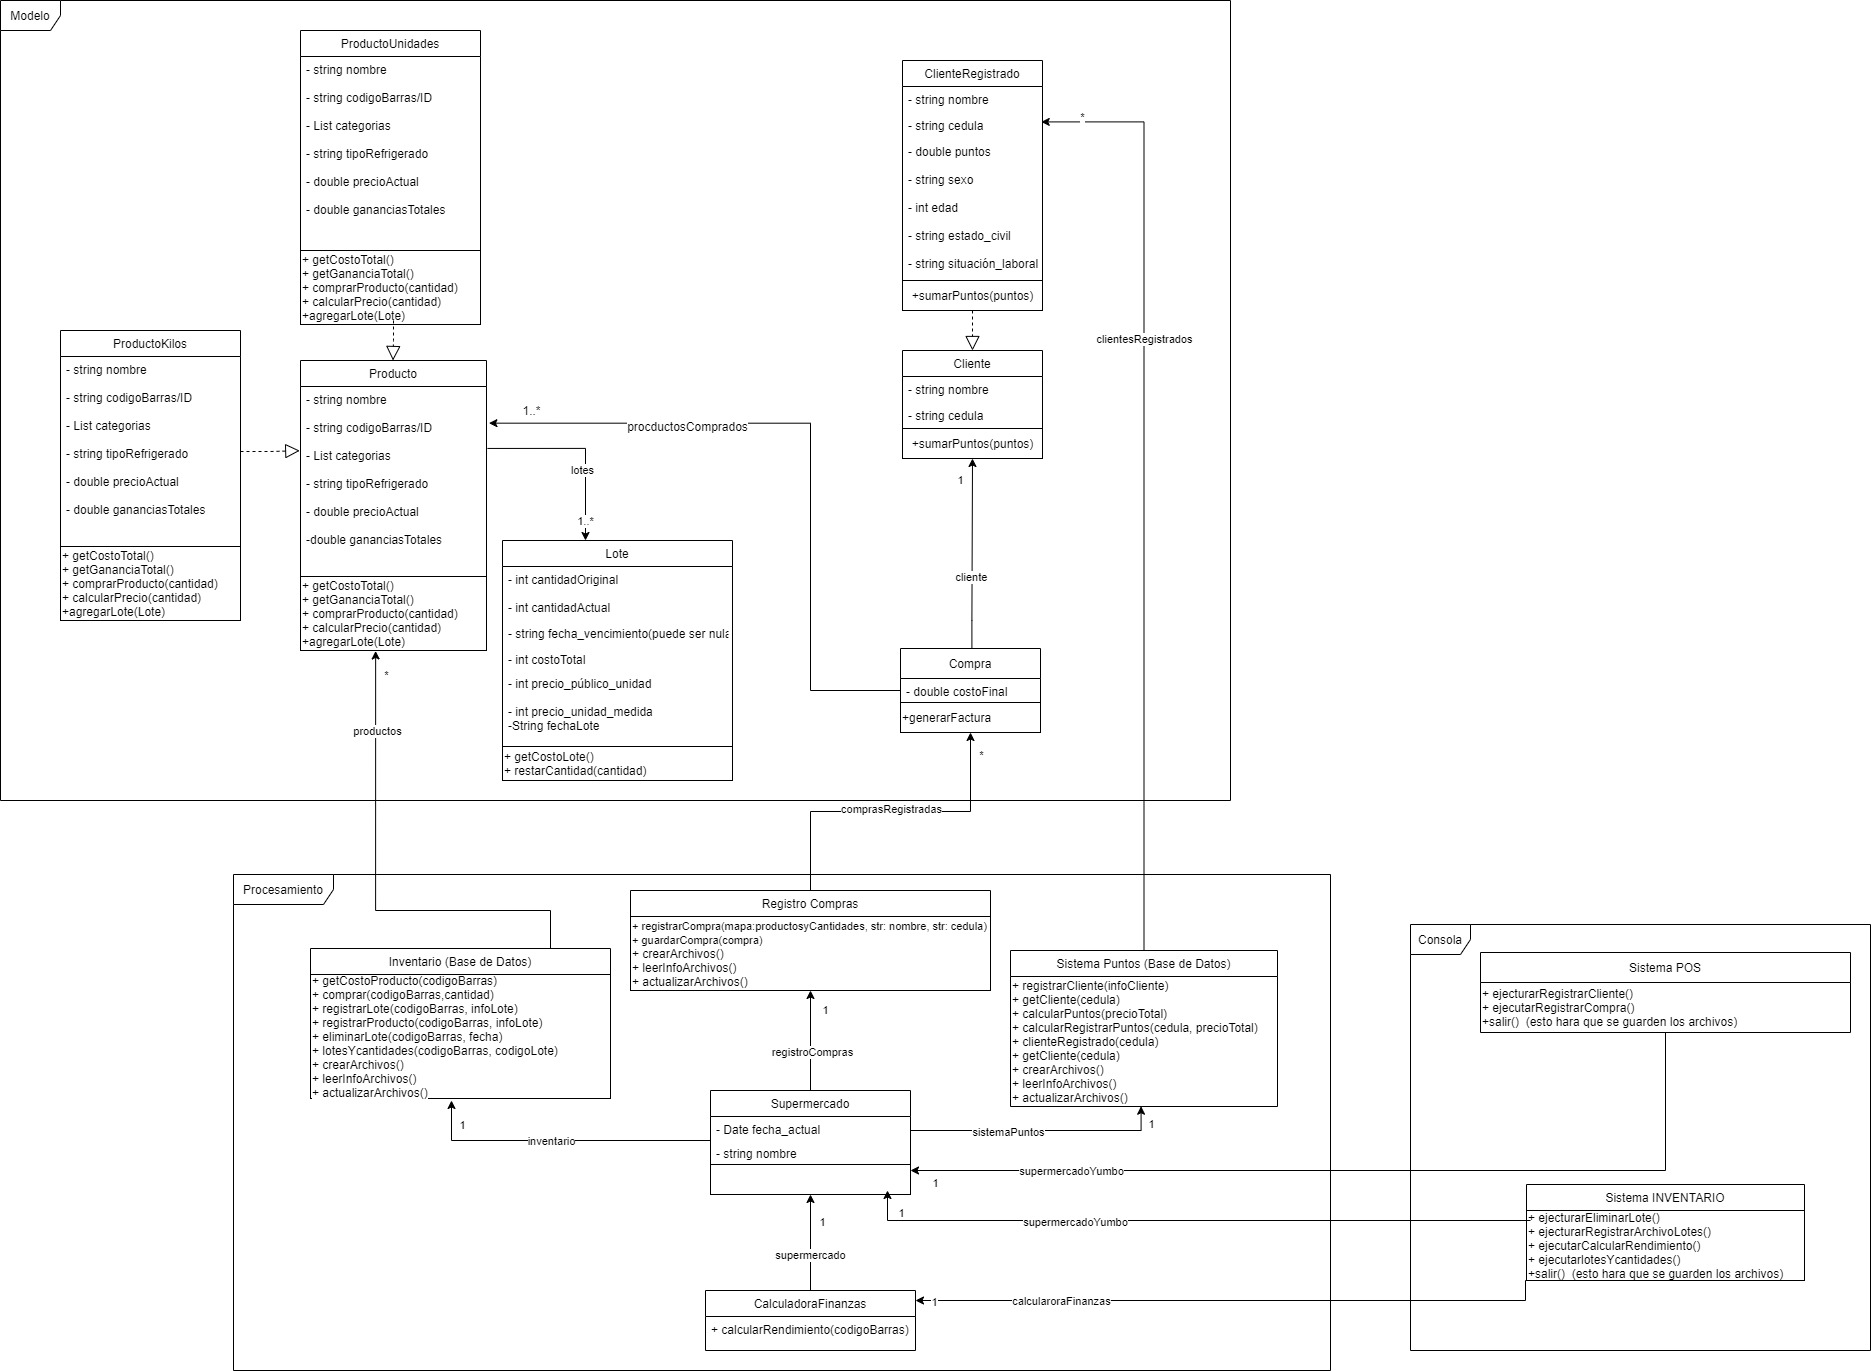 Modelo
ProductoUnidades
- string nombre
- string codigoBarras/ID
- List categorias
- string tipoRefrigerado
- double precioActual
- double gananciasTotales
+ getCostoTotal()
+ getGananciaTotal()
+ comprarProducto(cantidad)
+ calcularPrecio(cantidad)
+agregarLote(Lote)
ClienteRegistrado
- string nombre
- string cedula
- double puntos
- string sexo
- int edad
- string estado_civil
- string situación_laboral
+sumarPuntos(puntos)
*
clientesRegistrados
ProductoKilos
- string nombre
- string codigoBarras/ID
- List categorias
- string tipoRefrigerado
- double precioActual
- double gananciasTotales
+ getCostoTotal()
+ getGananciaTotal()
+ comprarProducto(cantidad)
+ calcularPrecio(cantidad)
+agregarLote(Lote)
Producto
- string nombre
- string codigoBarras/ID
- List categorias
- string tipoRefrigerado
- double precioActual
-double gananciasTotales
+ getCostoTotal()
+ getGananciaTotal()
+ comprarProducto(cantidad)
+ calcularPrecio(cantidad)
+agregarLote(Lote)
1..*
procductosComprados
lotes
1..*
Cliente
- string nombre
- string cedula
+sumarPuntos(puntos)
1
cliente
Lote
- int cantidadOriginal
- int cantidadActual
- string fecha_vencimiento(puede ser nula
- int costoTotal
- int precio_público_unidad
- int precio_unidad_medida
-String fechaLote
+ getCostoLote()
+ restarCantidad(cantidad)
Compra
- double costoFinal
+generarFactura
*
productos
*
comprasRegistradas
Procesamiento
Registro Compras
+ registrarCompra(mapa:productosyCantidades, str: nombre, str: cedula)
+ guardarCompra(compra)
+ crearArchivos()
+ leerInfoArchivos()
+ actualizarArchivos()
Inventario (Base de Datos)
+ getCostoProducto(codigoBarras)
+ comprar(codigoBarras,cantidad)
+ registrarLote(codigoBarras, infoLote)
+ registrarProducto(codigoBarras, infoLote)
+ eliminarLote(codigoBarras, fecha)
+ lotesYcantidades(codigoBarras, codigoLote)
+ crearArchivos()
+ leerInfoArchivos()
+ actualizarArchivos()
Sistema Puntos (Base de Datos)
+ registrarCliente(infoCliente)
+ getCliente(cedula)
+ calcularPuntos(precioTotal)
+ calcularRegistrarPuntos(cedula, precioTotal)
+ clienteRegistrado(cedula)
+ getCliente(cedula)
+ crearArchivos()
+ leerInfoArchivos()
+ actualizarArchivos()
Consola
Sistema POS
+ ejecturarRegistrarCliente()
+ ejecutarRegistrarCompra()
+salir()  (esto hara que se guarden los archivos)
1
registroCompras
Supermercado
- Date fecha_actual
- string nombre
1
inventario
sistemaPuntos
1
supermercadoYumbo
1
1
supermercadoYumbo
Sistema INVENTARIO
+ ejecturarEliminarLote()
+ ejecturarRegistrarArchivoLotes()
+ ejecutarCalcularRendimiento()
+ ejecutarlotesYcantidades()
+salir()  (esto hara que se guarden los archivos)
1
supermercado
CalculadoraFinanzas
+ calcularRendimiento(codigoBarras)
1
calcularoraFinanzas